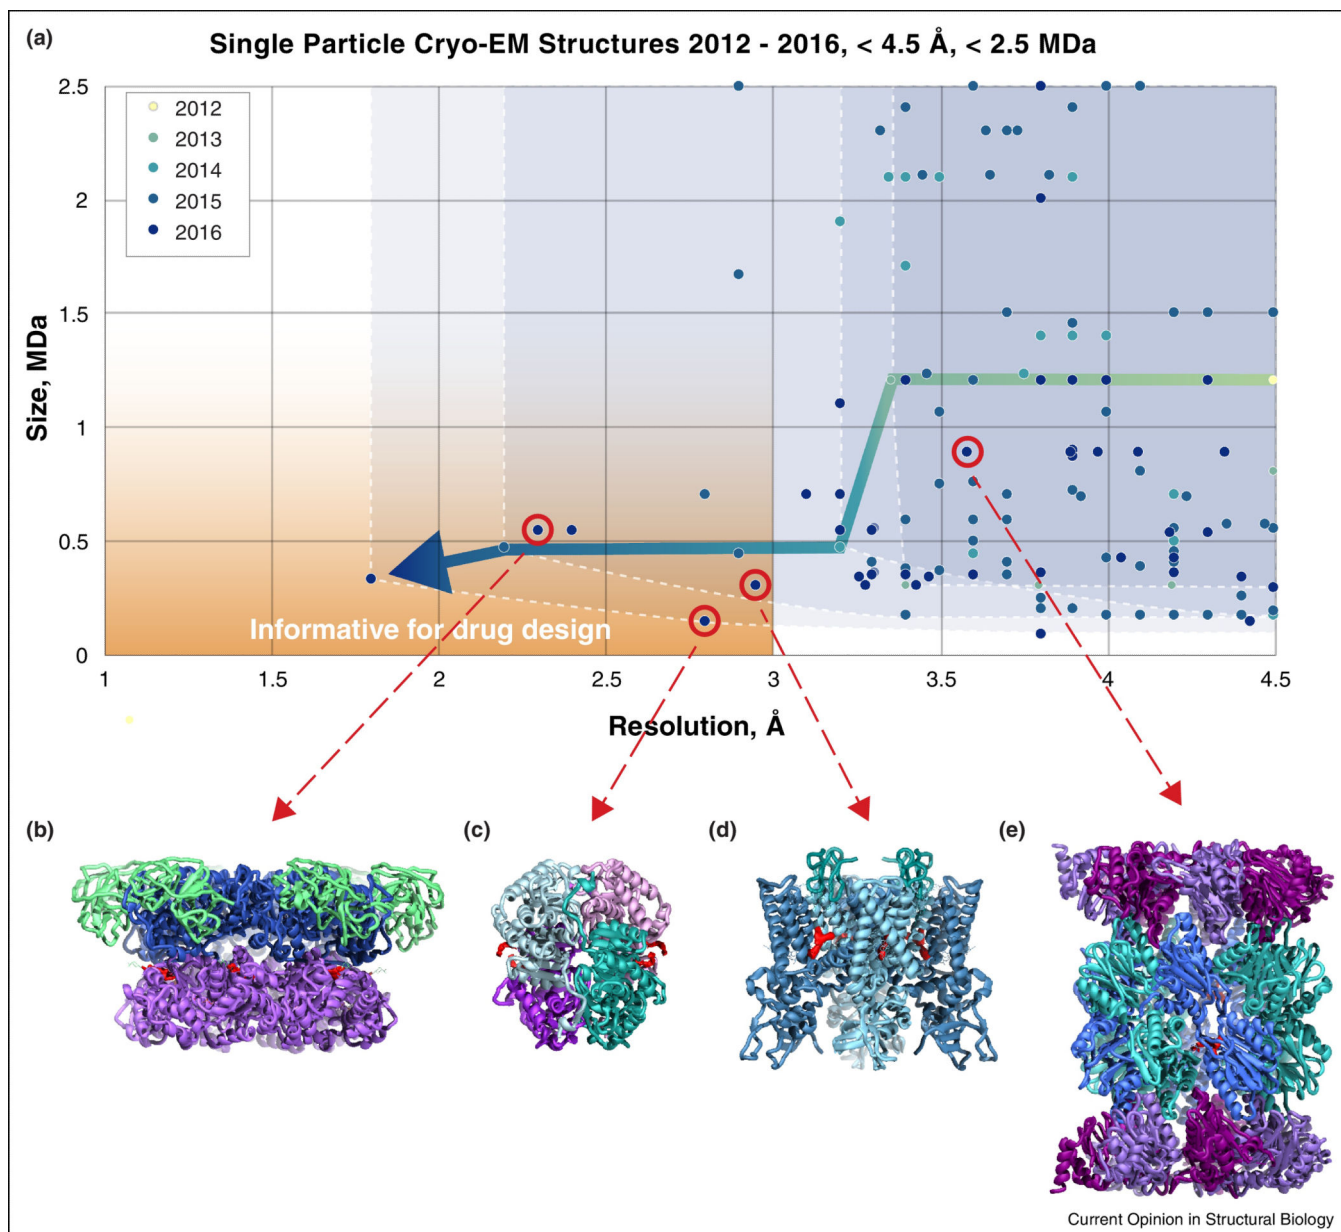 (a)
Single Particle Cryo-EM Structures 2012 - 2016, < 4.5 Å, < 2.5 MDa
2.5
2012
2013
2014
2015
2016
2
1.5
Size, MDa
1
0.5
Informative for drug design
0
1
1.5
2
2.5
3
3.5
4
4.5
Resolution, Å
(b)
(c)
(d)
(e)
Current Opinion in Structural Biology